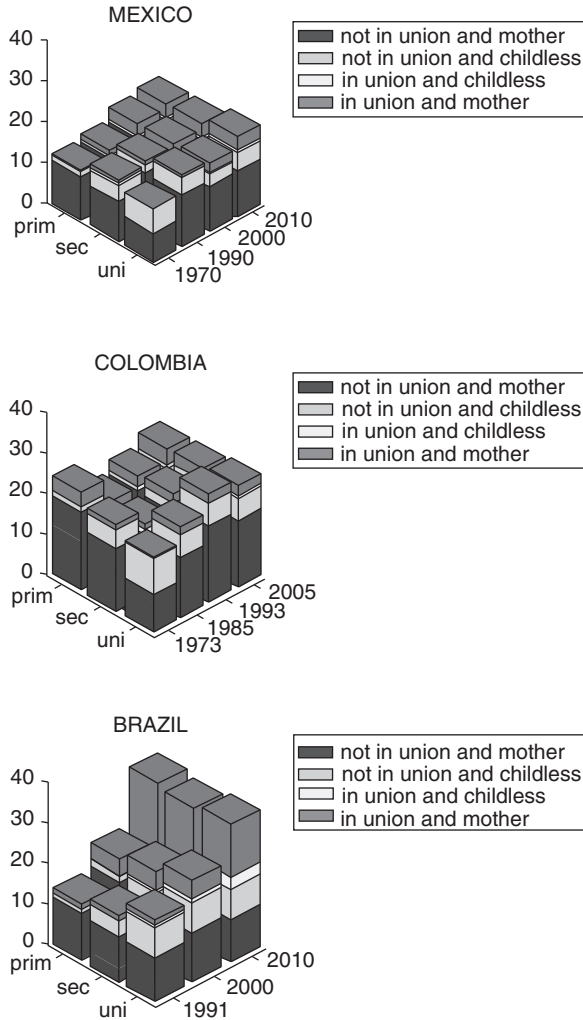 MEXICO
not in union and mother
not in union and childless
in union and childless
in union and mother
40
30
20
10
0
prim
sec
uni
1970
1990
2000
2010
COLOMBIA
not in union and mother
not in union and childless
in union and childless
in union and mother
40
30
20
10
0
prim
sec
uni
1973
1985
1993
2005
BRAZIL
not in union and mother
not in union and childless
in union and childless
in union and mother
40
30
20
10
0
prim
sec
uni
1991
2000
2010